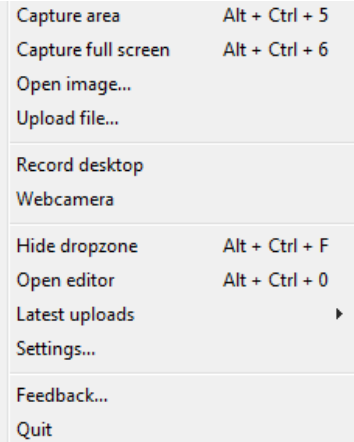 Capture area Alt + Ctrl + 5
Capture full screen Alt + Ctrl + 6
Open image...
Upload file...
Record desktop
Webcamera
Hide dropzone Alt + Ctrl + F
Open editor Alt + Ctrl + 0
Latest uploads
Settings...
Feedback...
Quit